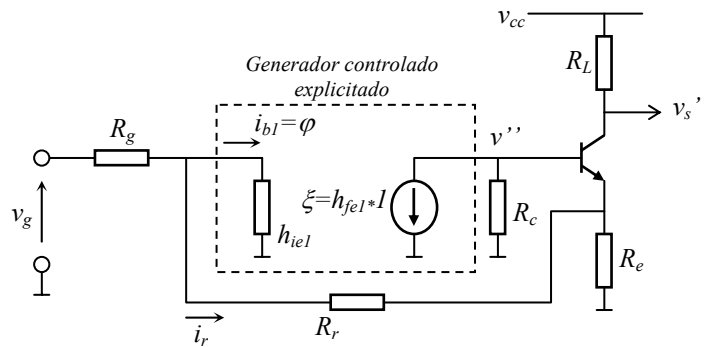 v_cc
Generador controlado
explicitado
R_L
v_s’
R_g
i_b1=φ
v’’
v_g
h_ie1
ξ=h_fe1*1
R_c
R_e
i_r
R_r